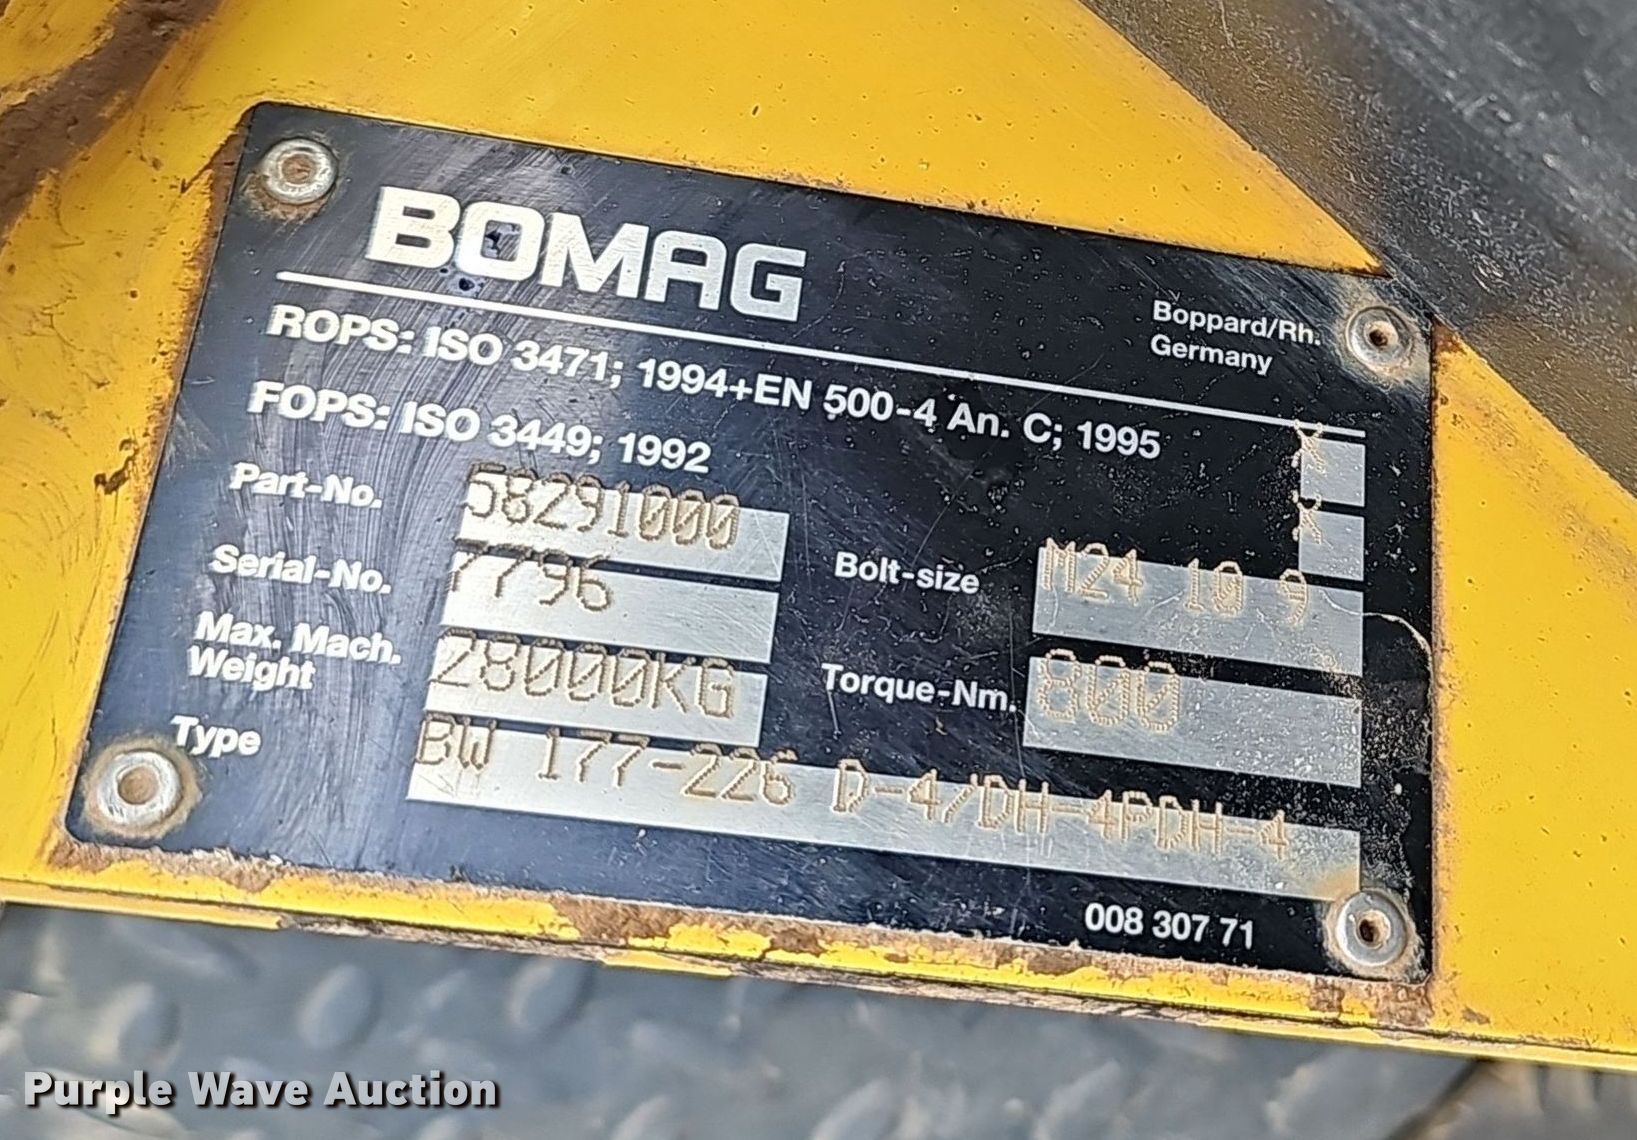 BOMAG
Boppard/Rh.
Germany
ROPS: ISO 3471; 1994+EN 500-4 An. C; 1995 X
FOPS: ISO 3449; 1992 X
Part-No. 58291000
Serial-No. 7796
Bolt-size M24 10 9
Max. Mach.
Weight 28000KG
Torque-Nm. 800
Type BW 177-226 D-4/DH-4PDH-4
008 307 71
Purple Wave Auction